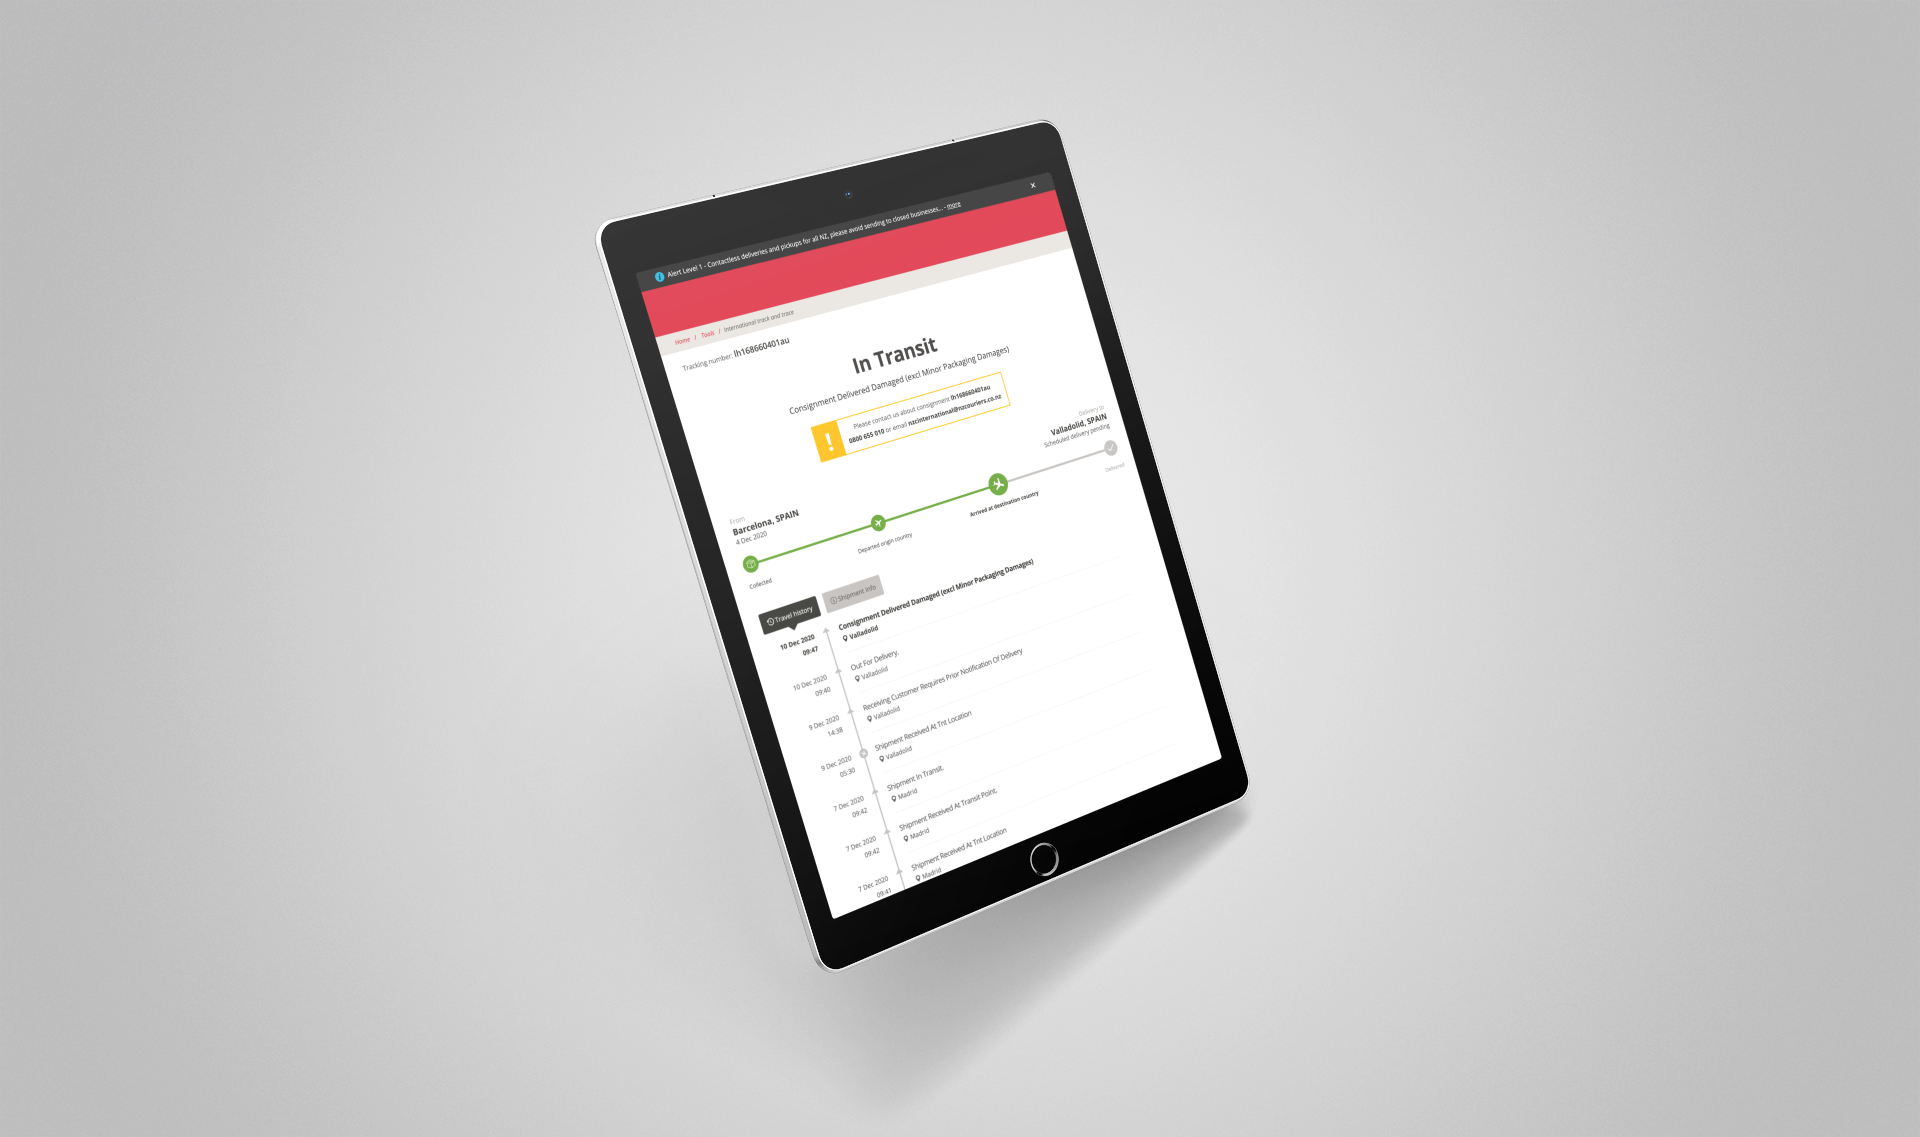 Alert Level 1 - Contactless deliveries and pickups for all NZ, please avoid sending to closed businesses... - more
x
Home / Tools / International track and trace
Tracking number: lh168660401au
In Transit
Consignment Delivered Damaged (excl Minor Packaging Damages)
!
Please contact us about consignment lh168660401au
0800 655 010 or email nzcinternational@nzcouriers.co.nz
Delivery to
Valladolid, SPAIN
Scheduled delivery pending
From
Barcelona, SPAIN
4 Dec 2020
Collected
Departed origin country
Arrived at destination country
Delivered
Travel history
Shipment info
10 Dec 2020
09:47
Consignment Delivered Damaged (excl Minor Packaging Damages)
Valladolid
10 Dec 2020
09:40
Out For Delivery.
Valladolid
9 Dec 2020
14:38
Receiving Customer Requires Prior Notification Of Delivery
Valladolid
9 Dec 2020
05:30
Shipment Received At Tnt Location
Valladolid
7 Dec 2020
09:42
Shipment In Transit.
Madrid
7 Dec 2020
09:42
Shipment Received At Transit Point.
Madrid
7 Dec 2020
09:41
Shipment Received At Tnt Location
Madrid